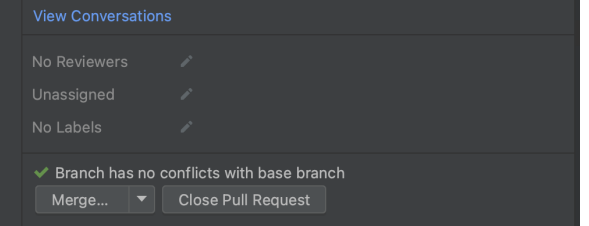 View Conversations
No Reviewers
Unassigned
No Labels
Branch has no conflicts with base branch
Merge... Close Pull Request